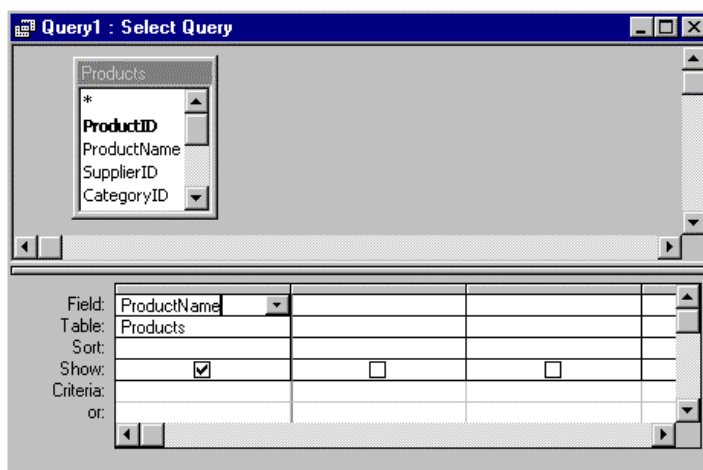 Query1 : Select Query
Products
*
ProductID
ProductName
SupplierID
CategoryID
Field: ProductName
Table: Products
Sort:
Show:
Criteria:
or: